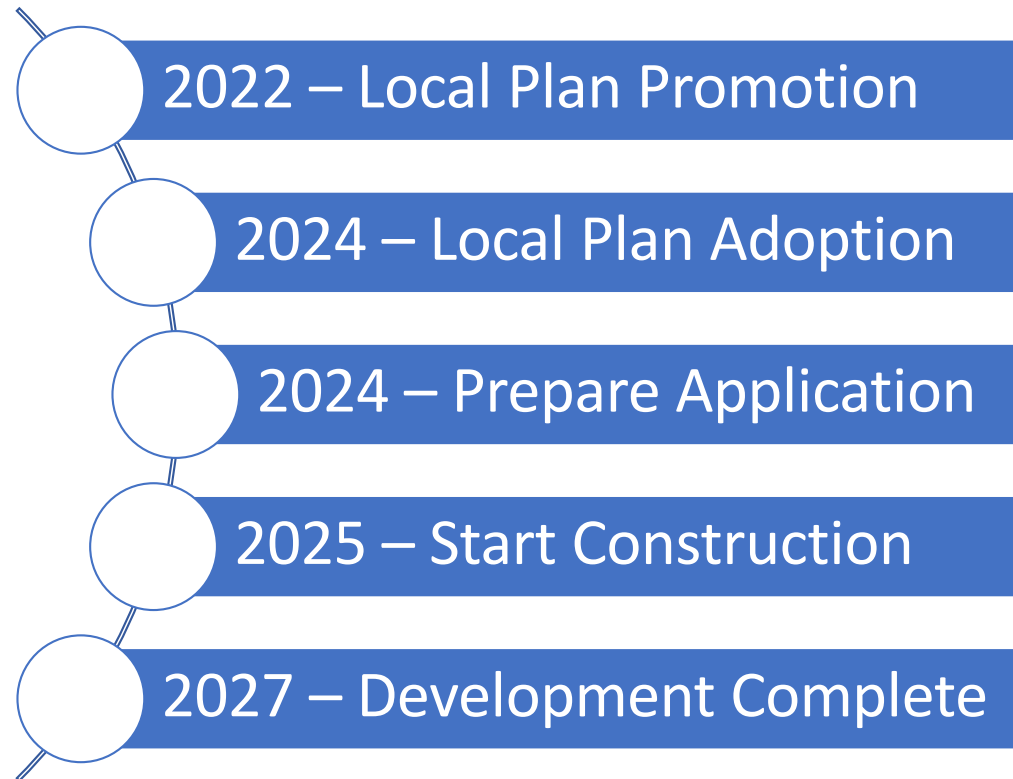 2022 – Local Plan Promotion
2024 – Local Plan Adoption
2024 – Prepare Application
2025 – Start Construction
2027 – Development Complete